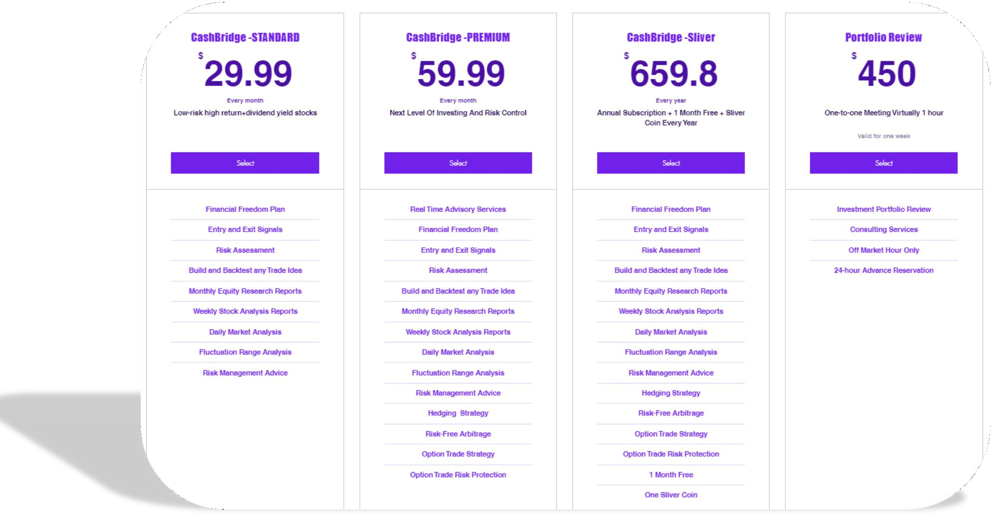 CashBridge -STANDARD
$
29.99
Every month
Low-risk high return+dividend yield stocks
Select
Financial Freedom Plan
Entry and Exit Signals
Risk Assessment
Build and Backtest any Trade Idea
Monthly Equity Research Reports
Weekly Stock Analysis Reports
Daily Market Analysis
Fluctuation Range Analysis
Risk Management Advice
CashBridge -PREMIUM
$
59.99
Every month
Next Level Of Investing And Risk Control
Select
Real Time Advisory Services
Financial Freedom Plan
Entry and Exit Signals
Risk Assessment
Build and Backtest any Trade Idea
Monthly Equity Research Reports
Weekly Stock Analysis Reports
Daily Market Analysis
Fluctuation Range Analysis
Risk Management Advice
Hedging  Strategy
Risk-Free Arbitrage
Option Trade Strategy
Option Trade Risk Protection
CashBridge -Sliver
$
659.8
Every year
Annual Subscription + 1 Month Free + Sliver
Coin Every Year
Select
Financial Freedom Plan
Entry and Exit Signals
Risk Assessment
Build and Backtest any Trade Idea
Monthly Equity Research Reports
Weekly Stock Analysis Reports
Daily Market Analysis
Fluctuation Range Analysis
Risk Management Advice
Hedging Strategy
Risk-Free Arbitrage
Option Trade Strategy
Option Trade Risk Protection
1 Month Free
One Sliver Coin
Portfolio Review
$
450
One-to-one Meeting Virtually 1 hour
Valid for one week
Select
Investment Portfolio Review
Consulting Services
Off Market Hour Only
24-hour Advance Reservation